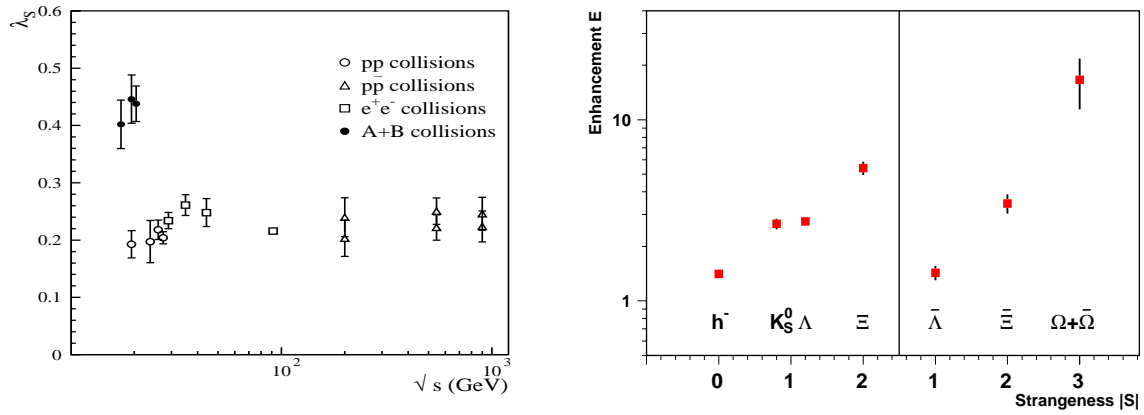 λS
0.6
0.5
0.4
0.3
0.2
0.1
0
pp collisions
pp̄ collisions
e⁺e⁻ collisions
A+B collisions
10²
10³
√s (GeV)
Enhancement E
10
1
h⁻ K⁰S Λ Ξ Λ̄ Ξ̄ Ω+Ω̄
0 1 2 1 2 3
Strangeness |S|